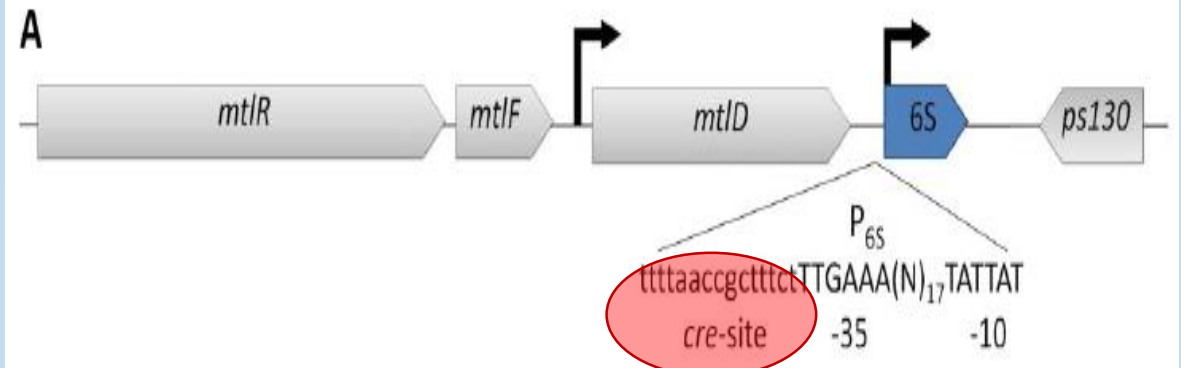 A
mtlR mtlF mtlD 6S ps130
P6S
ttttaaccgctttctTTGAAA(N)17TATTAT
cre-site -35 -10